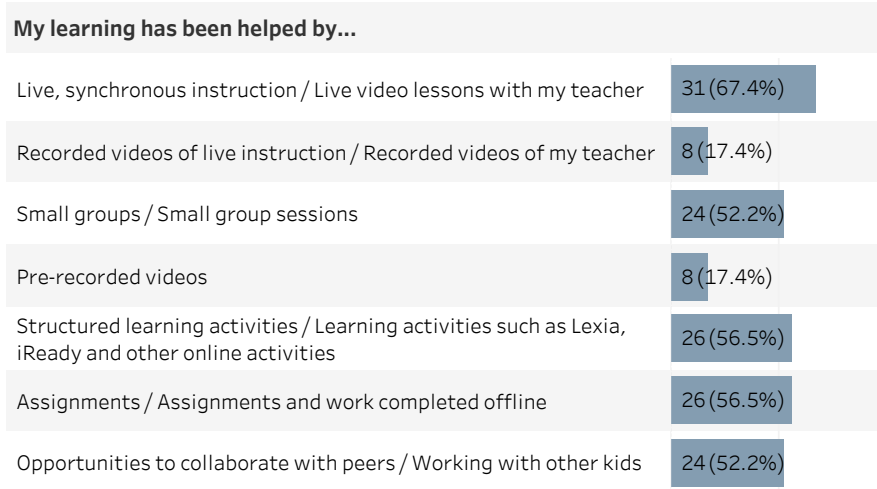 My learning has been helped by...
Live, synchronous instruction / Live video lessons with my teacher 31 (67.4%)
Recorded videos of live instruction / Recorded videos of my teacher 8 (17.4%)
Small groups / Small group sessions 24 (52.2%)
Pre-recorded videos 8 (17.4%)
Structured learning activities / Learning activities such as Lexia,
iReady and other online activities 26 (56.5%)
Assignments / Assignments and work completed offline 26 (56.5%)
Opportunities to collaborate with peers / Working with other kids 24 (52.2%)